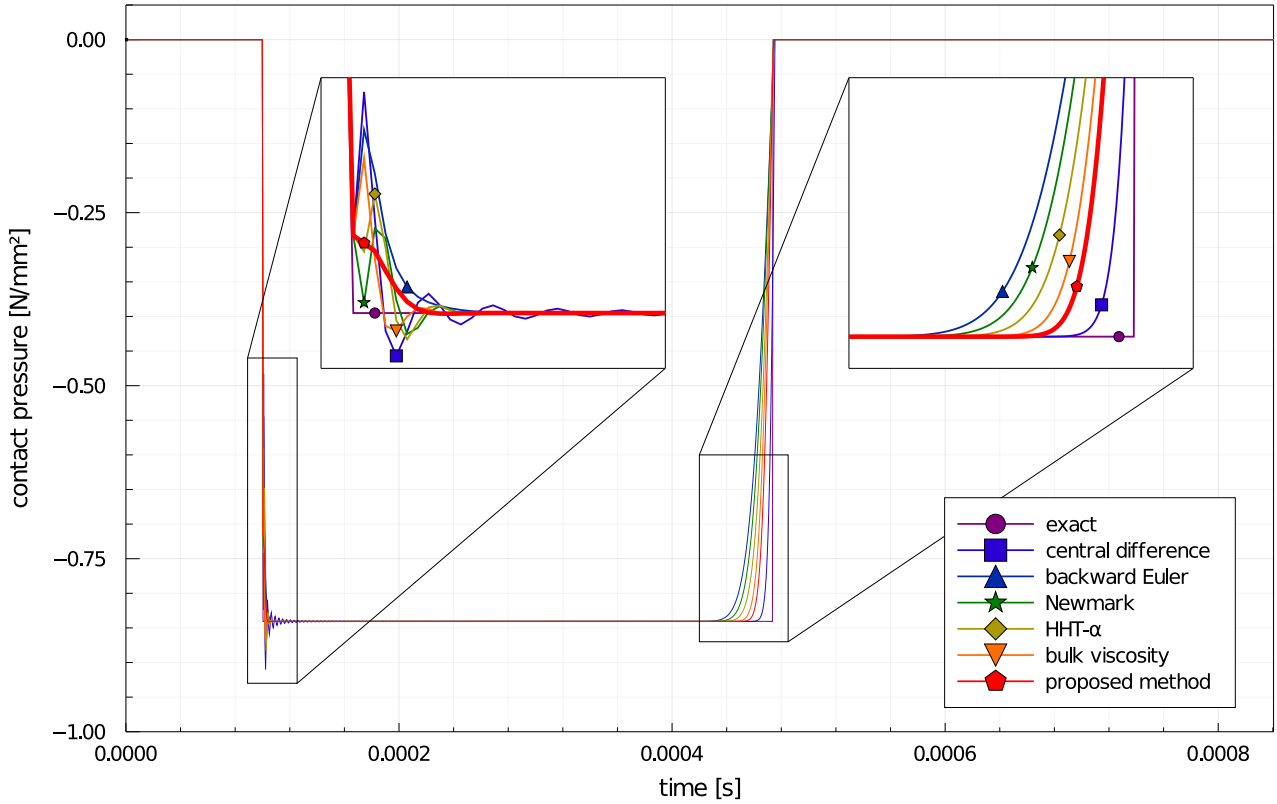 0.00
−0.25
−0.50
−0.75
−1.00
contact pressure [N/mm²]
0.0000
0.0002
0.0004
0.0006
0.0008
time [s]
exact
central difference
backward Euler
Newmark
HHT-α
bulk viscosity
proposed method